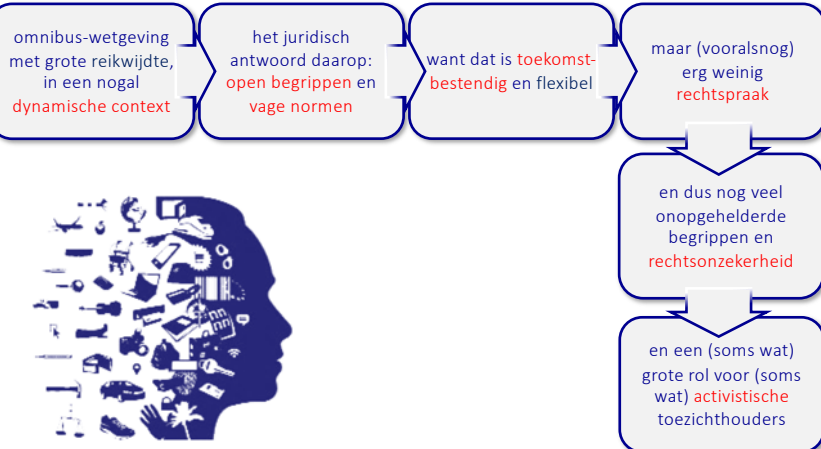 omnibus-wetgeving
met grote reikwijdte,
in een nogal
dynamische context
het juridisch
antwoord daarop:
open begrippen en
vage normen
want dat is toekomst-
bestendig en flexibel
maar (vooralsnog)
erg weinig
rechtspraak
en dus nog veel
onopgehelderde
begrippen en
rechtsonzekerheid
en een (soms wat)
grote rol voor (soms
wat) activistische
toezichthouders